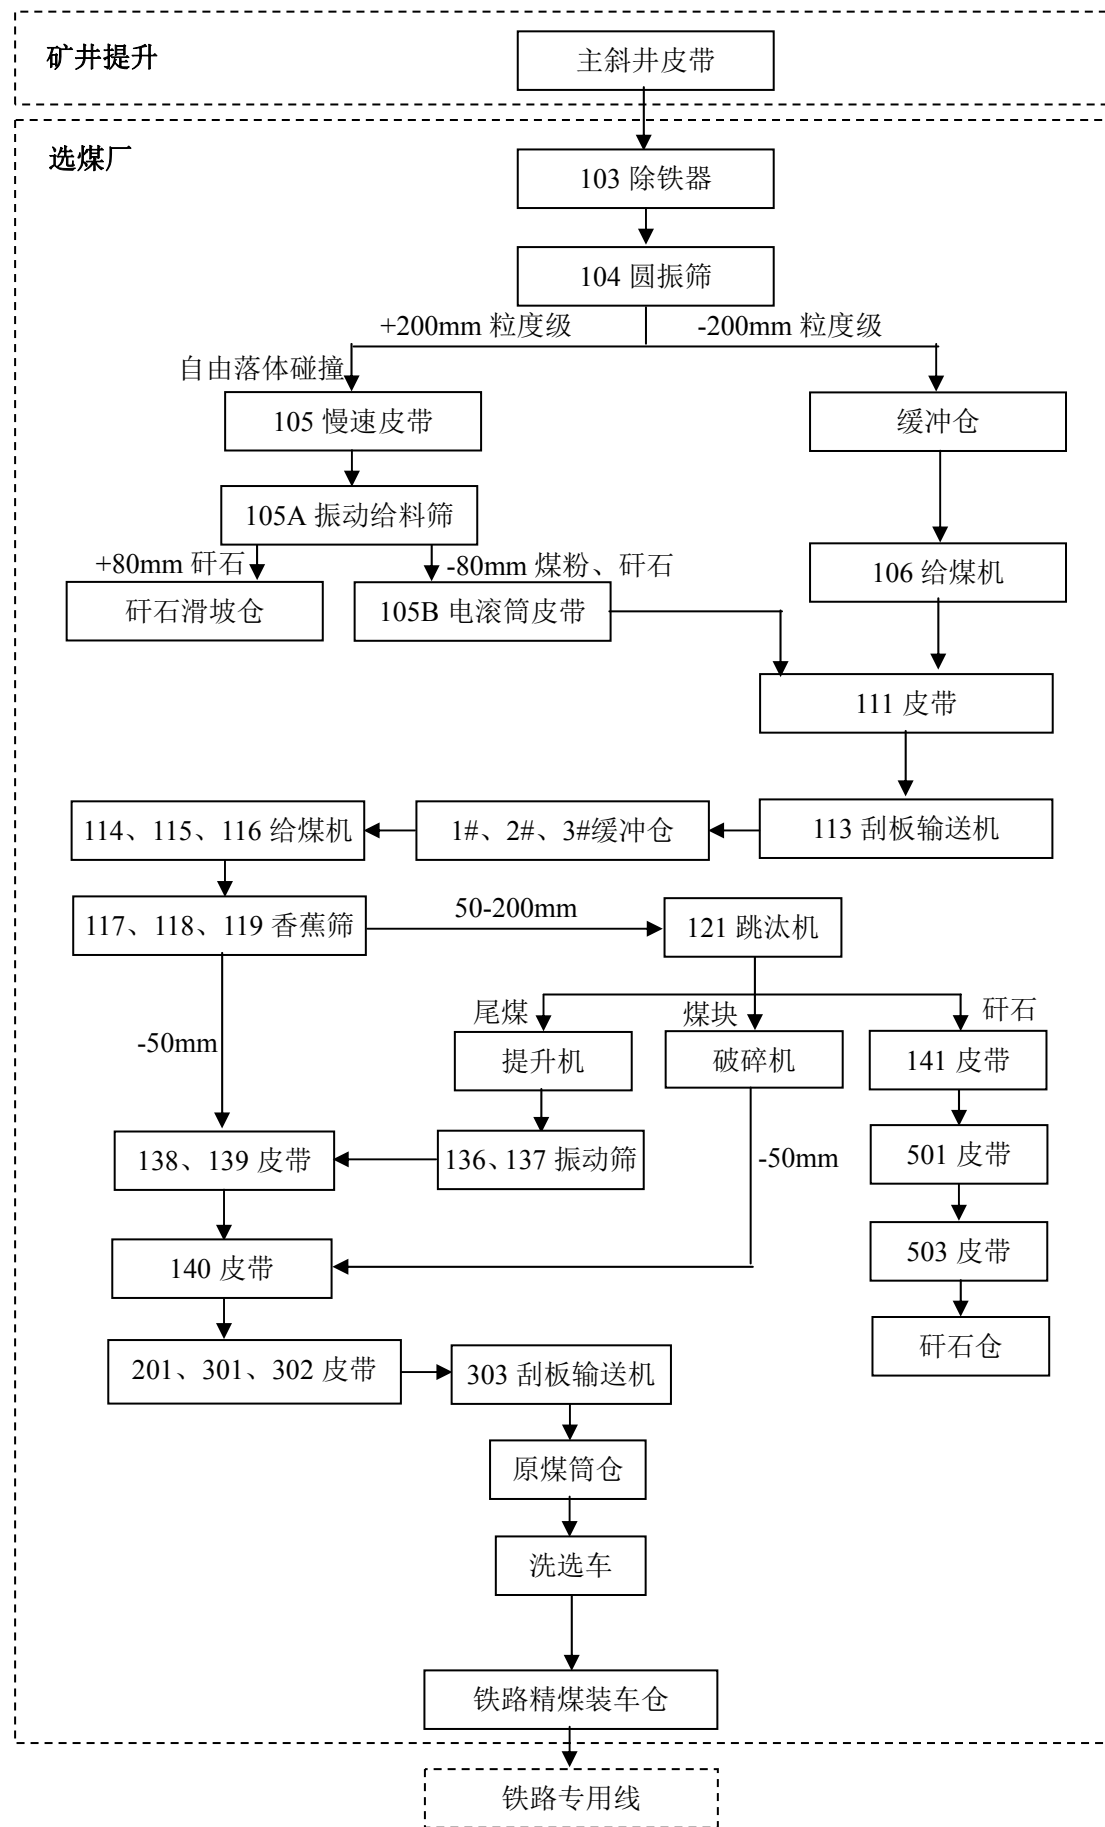 矿井提升
主斜井皮带
选煤厂
103 除铁器
104 圆振筛
+200mm 粒度级
-200mm 粒度级
自由落体碰撞
105 慢速皮带
缓冲仓
105A 振动给料筛
+80mm 矸石
-80mm 煤粉、矸石
106 给煤机
矸石滑坡仓
105B 电滚筒皮带
111 皮带
114、115、116 给煤机
1#、2#、3#缓冲仓
113 刮板输送机
117、118、119 香蕉筛
50-200mm
121 跳汰机
尾煤
煤块
矸石
-50mm
提升机
破碎机
141 皮带
138、139 皮带
136、137 振动筛
-50mm
501 皮带
140 皮带
503 皮带
201、301、302 皮带
303 刮板输送机
矸石仓
原煤筒仓
洗选车
铁路精煤装车仓
铁路专用线